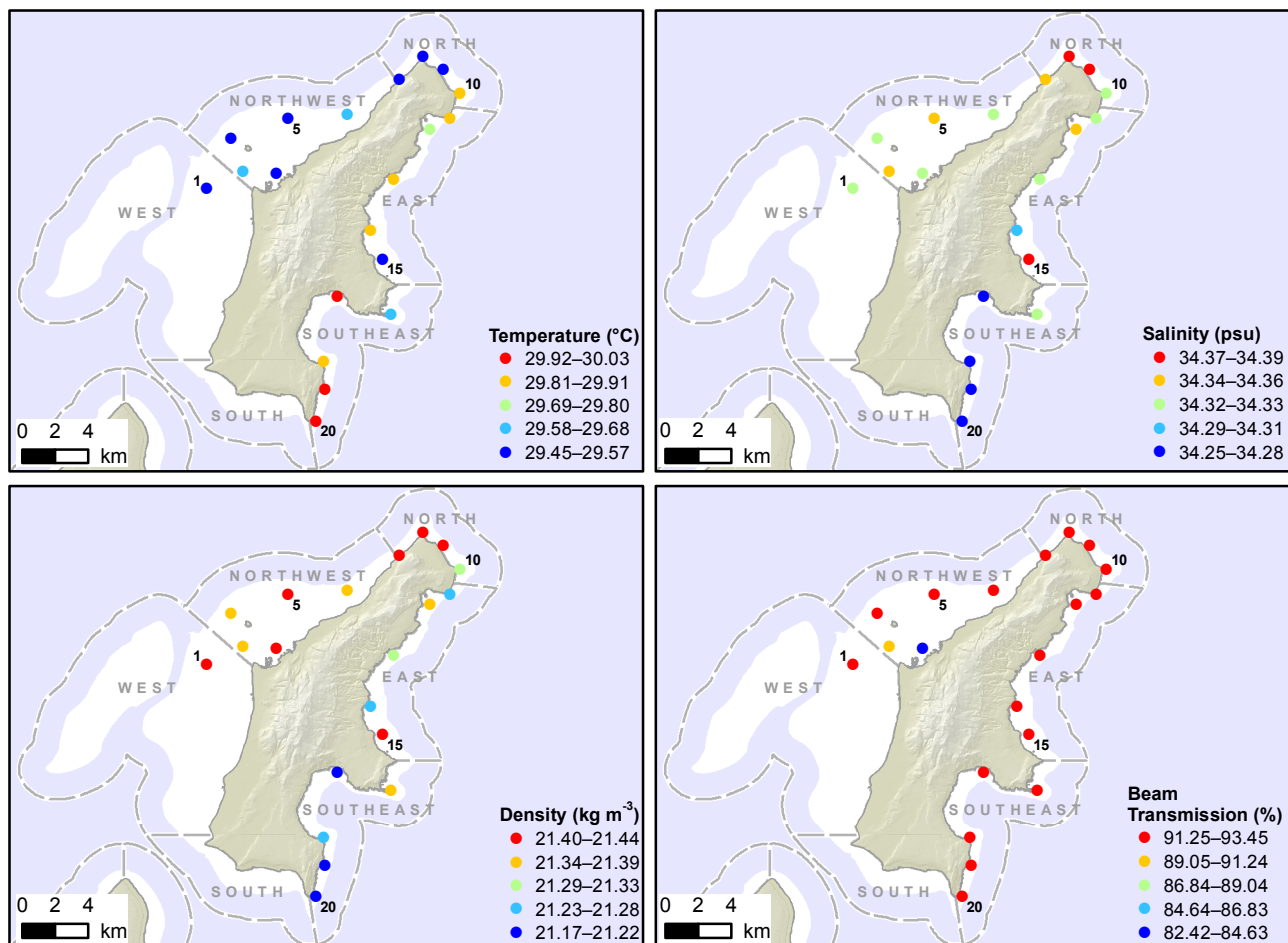 NORTH
10
NORTHWEST
5
1
WEST
EAST
15
SOUTHEAST
SOUTH
20
0 2 4
km
Temperature (°C)
29.92–30.03
29.81–29.91
29.69–29.80
29.58–29.68
29.45–29.57
NORTH
10
NORTHWEST
5
1
WEST
EAST
15
SOUTHEAST
SOUTH
20
0 2 4
km
Salinity (psu)
34.37–34.39
34.34–34.36
34.32–34.33
34.29–34.31
34.25–34.28
NORTH
10
NORTHWEST
5
1
WEST
EAST
15
SOUTHEAST
SOUTH
20
0 2 4
km
Density (kg m⁻³)
21.40–21.44
21.34–21.39
21.29–21.33
21.23–21.28
21.17–21.22
NORTH
10
NORTHWEST
5
1
WEST
EAST
15
SOUTHEAST
SOUTH
20
0 2 4
km
Beam
Transmission (%)
91.25–93.45
89.05–91.24
86.84–89.04
84.64–86.83
82.42–84.63